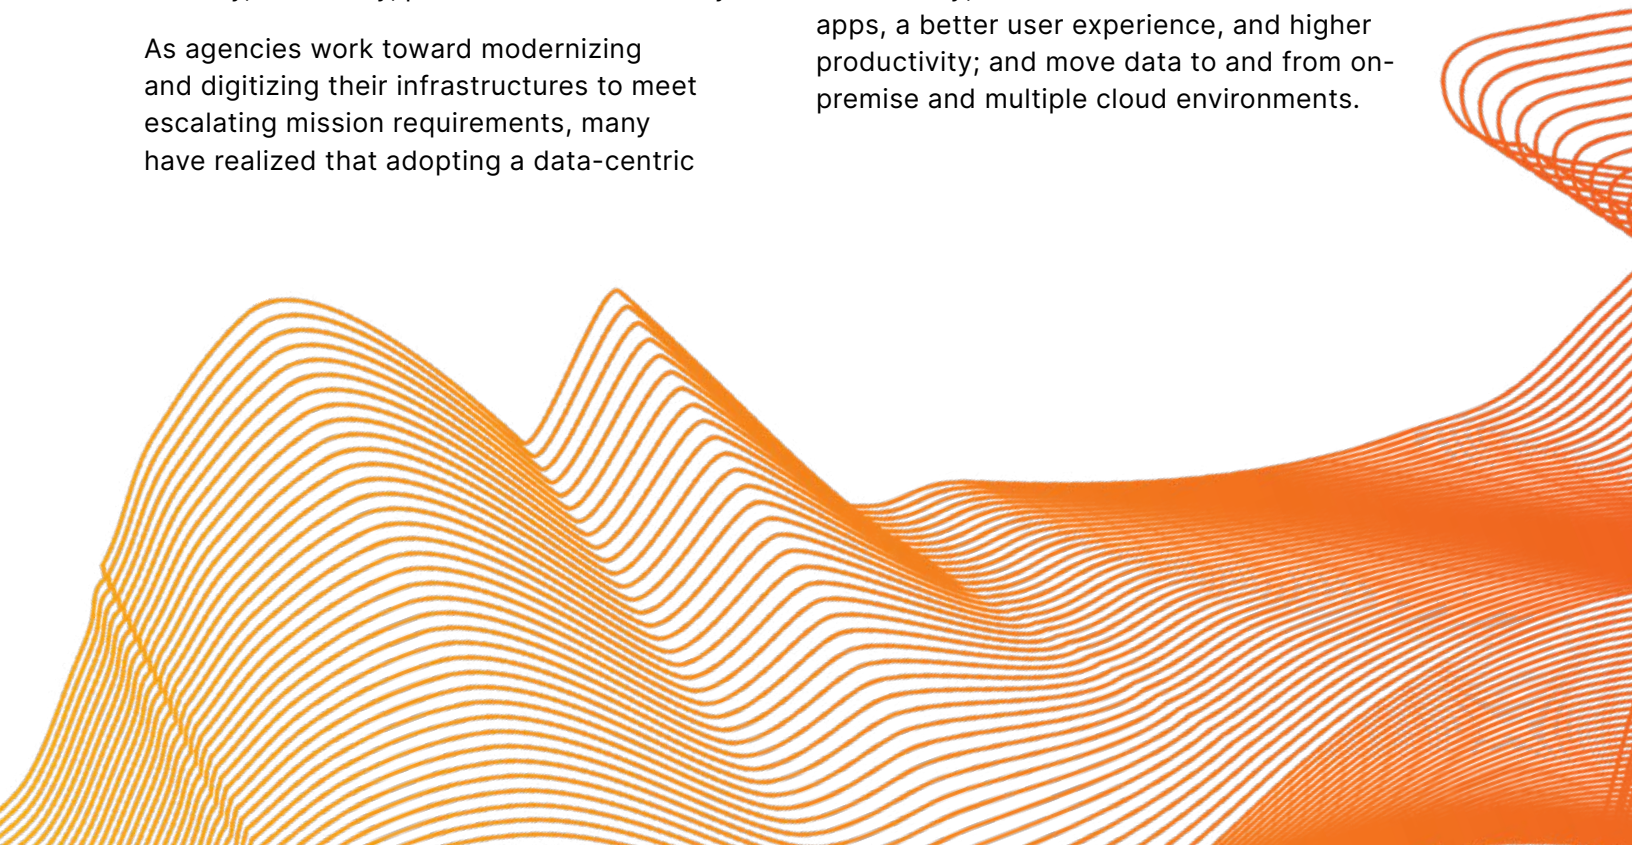 As agencies work toward modernizing
and digitizing their infrastructures to meet
escalating mission requirements, many
have realized that adopting a data-centric
apps, a better user experience, and higher
productivity; and move data to and from on-
premise and multiple cloud environments.